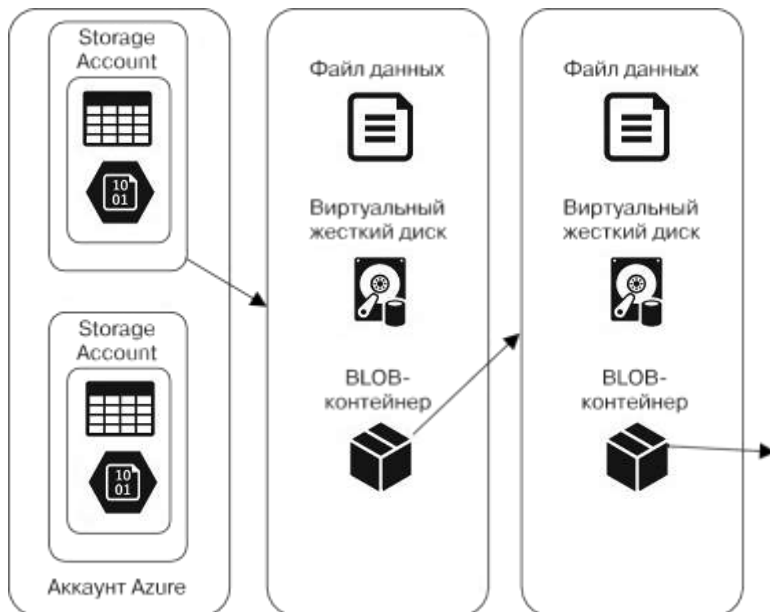 Storage
Account
10
01
Storage
Account
10
01
Аккаунт Azure
Файл данных
Виртуальный
жесткий диск
BLOB-
контейнер
Файл данных
Виртуальный
жесткий диск
BLOB-
контейнер